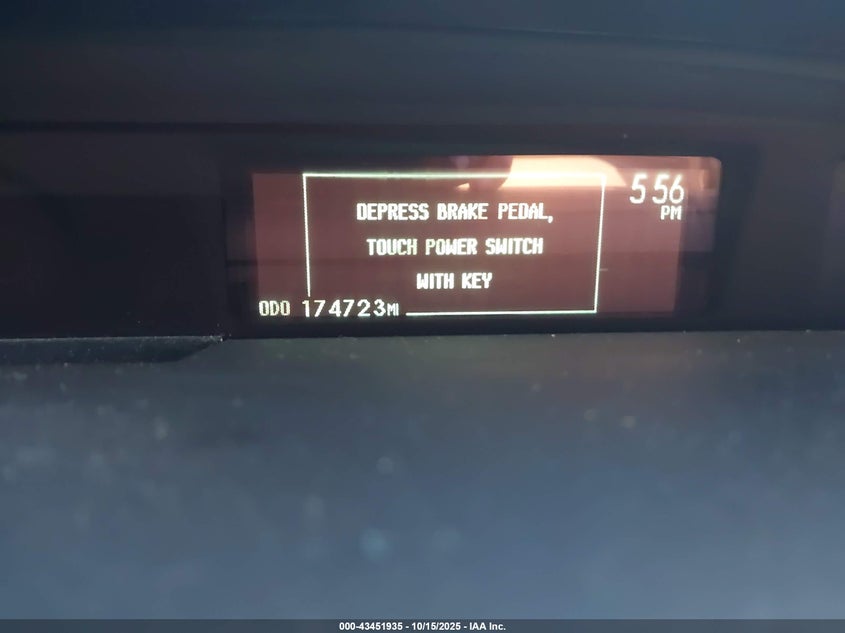 5:56
PM
DEPRESS BRAKE PEDAL,
TOUCH POWER SWITCH
WITH KEY
ODO 174723MI
000-43451935 - 10/15/2025 - IAA Inc.